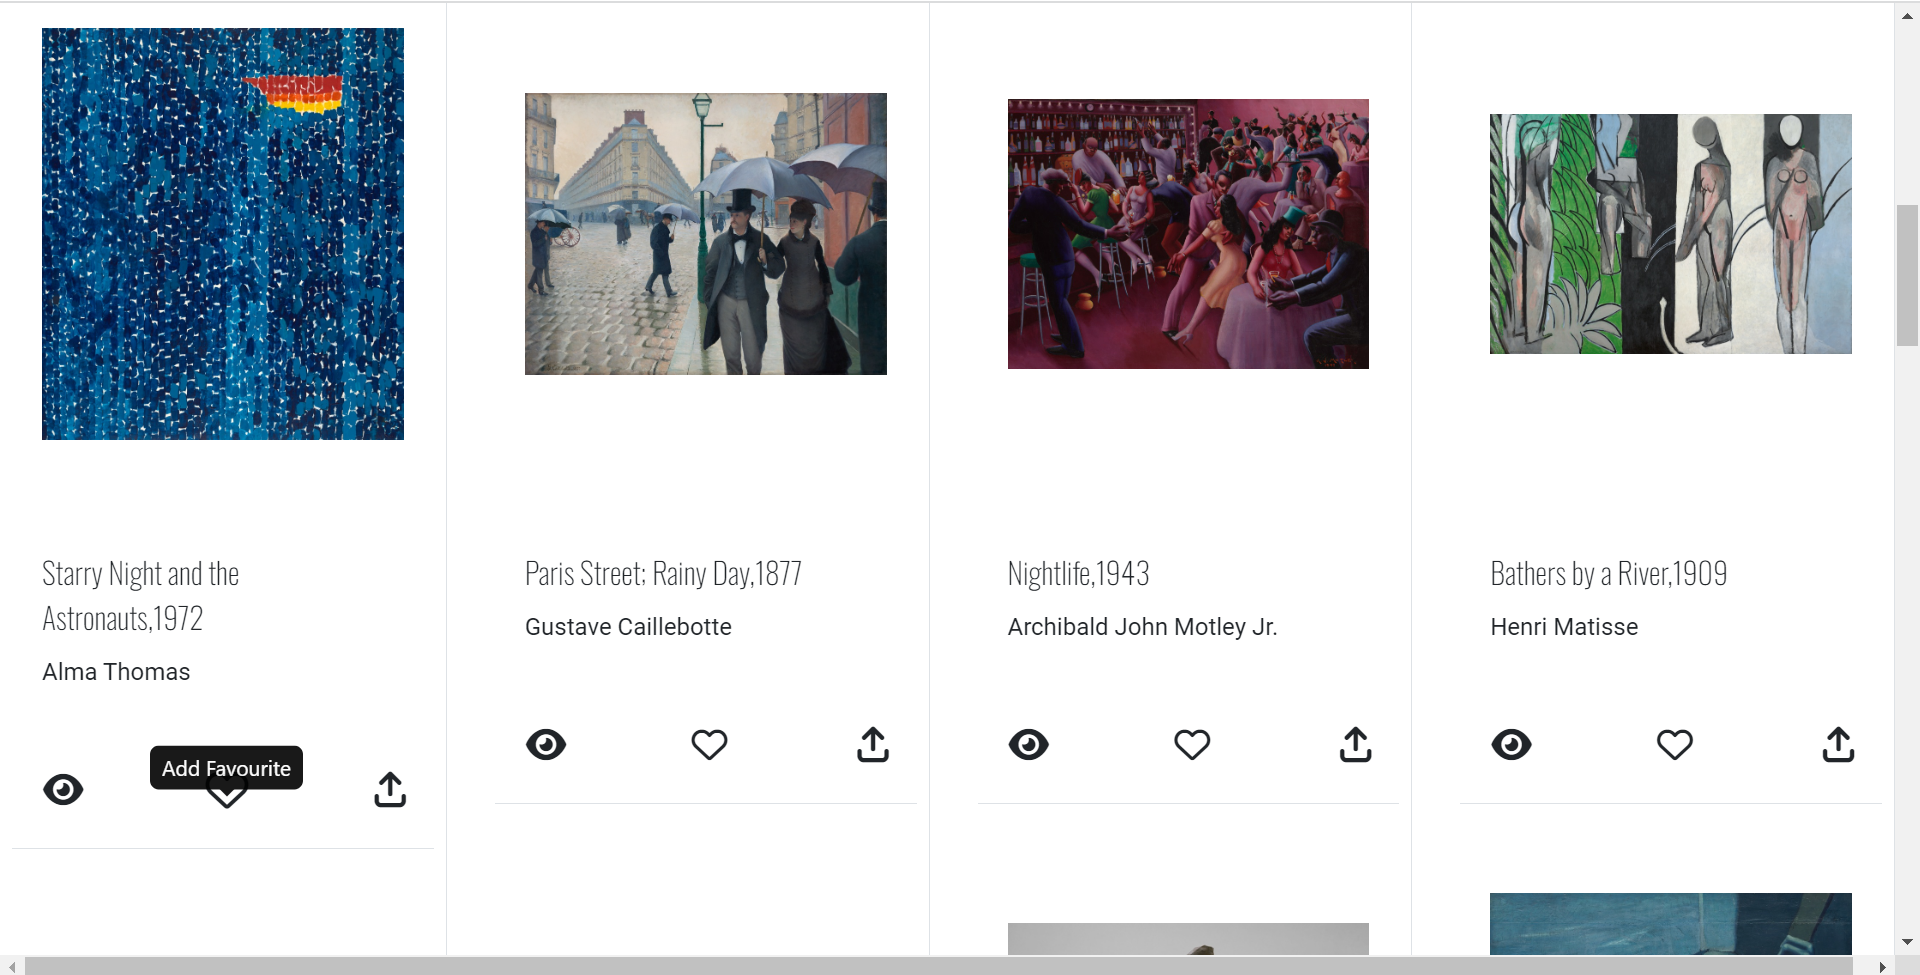 Starry Night and the
Astronauts,1972
Alma Thomas
Add Favourite
Paris Street; Rainy Day,1877
Gustave Caillebotte
Nightlife,1943
Archibald John Motley Jr.
Bathers by a River,1909
Henri Matisse